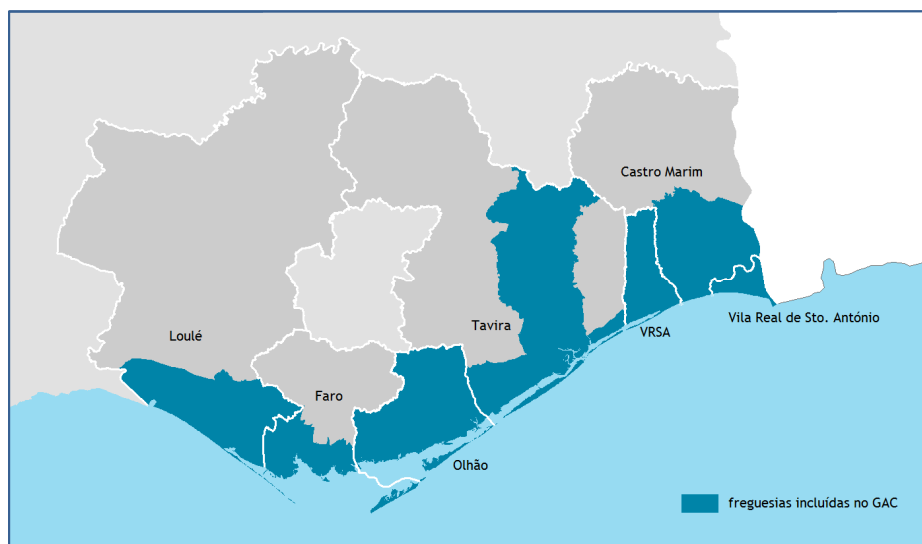 Castro Marim
Vila Real de Sto. António
Tavira
VRSA
Loulé
Faro
Olhão
freguesias incluídas no GAC